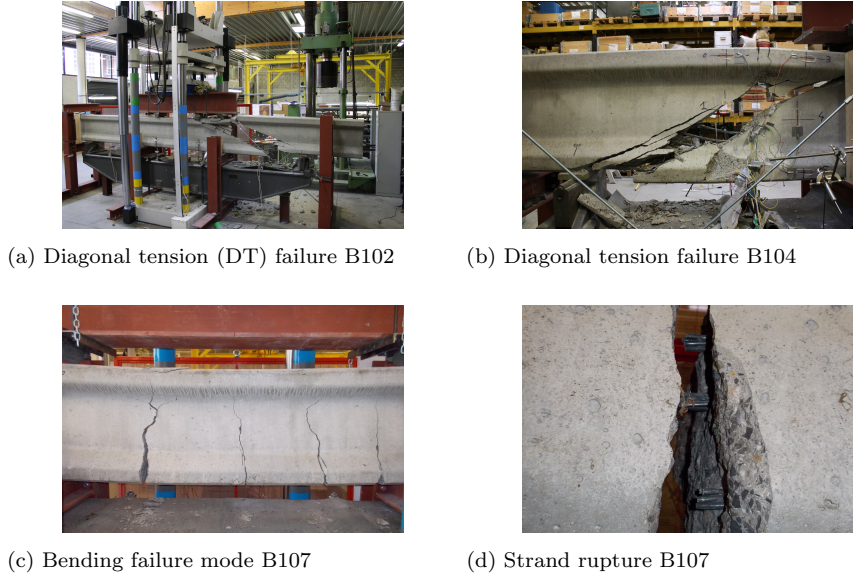 (a) Diagonal tension (DT) failure B102
(b) Diagonal tension failure B104
(c) Bending failure mode B107
(d) Strand rupture B107